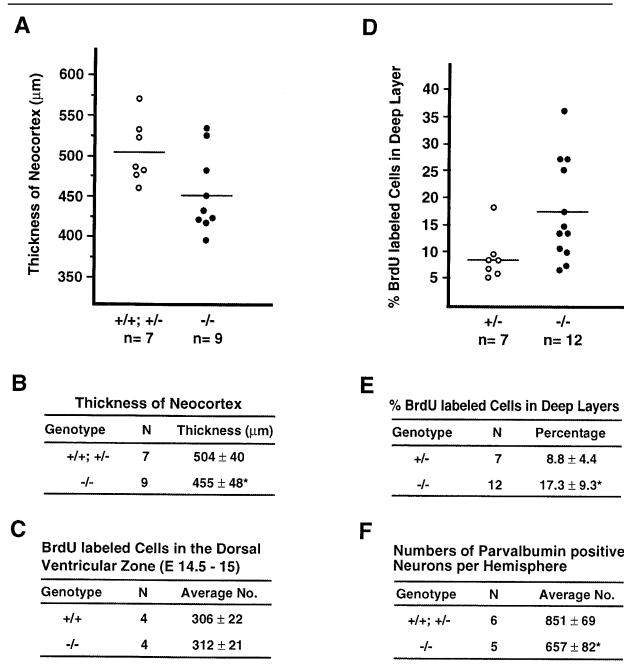 A
Thickness of Neocortex (μm)
600
550
500
450
400
350
+/+; +/- -/-
n= 7 n= 9
D
% BrdU labeled Cells in Deep Layer
40
35
30
25
20
15
10
5
+/- -/-
n= 7 n= 12
B
Thickness of Neocortex
Genotype N Thickness (μm)
+/+; +/- 7 504 ± 40
-/- 9 455 ± 48*
E
% BrdU labeled Cells in Deep Layers
Genotype N Percentage
+/- 7 8.8 ± 4.4
-/- 12 17.3 ± 9.3*
C
BrdU labeled Cells in the Dorsal
Ventricular Zone (E 14.5 - 15)
Genotype N Average No.
+/+ 4 306 ± 22
-/- 4 312 ± 21
F
Numbers of Parvalbumin positive
Neurons per Hemisphere
Genotype N Average No.
+/+; +/- 6 851 ± 69
-/- 5 657 ± 82*